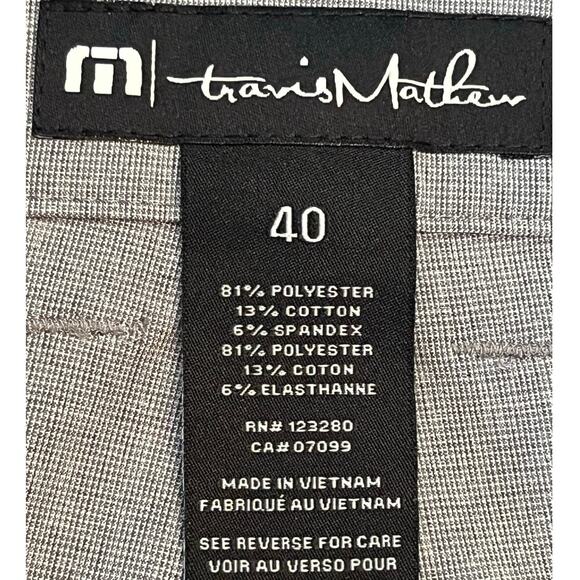 travisMathew
40
81% POLYESTER
13% COTTON
6% SPANDEX
81% POLYESTER
13% COTON
6% ELASTHANNE
RN# 123280
CA# 07099
MADE IN VIETNAM
FABRIQUÉ AU VIETNAM
SEE REVERSE FOR CARE
VOIR AU VERSO POUR